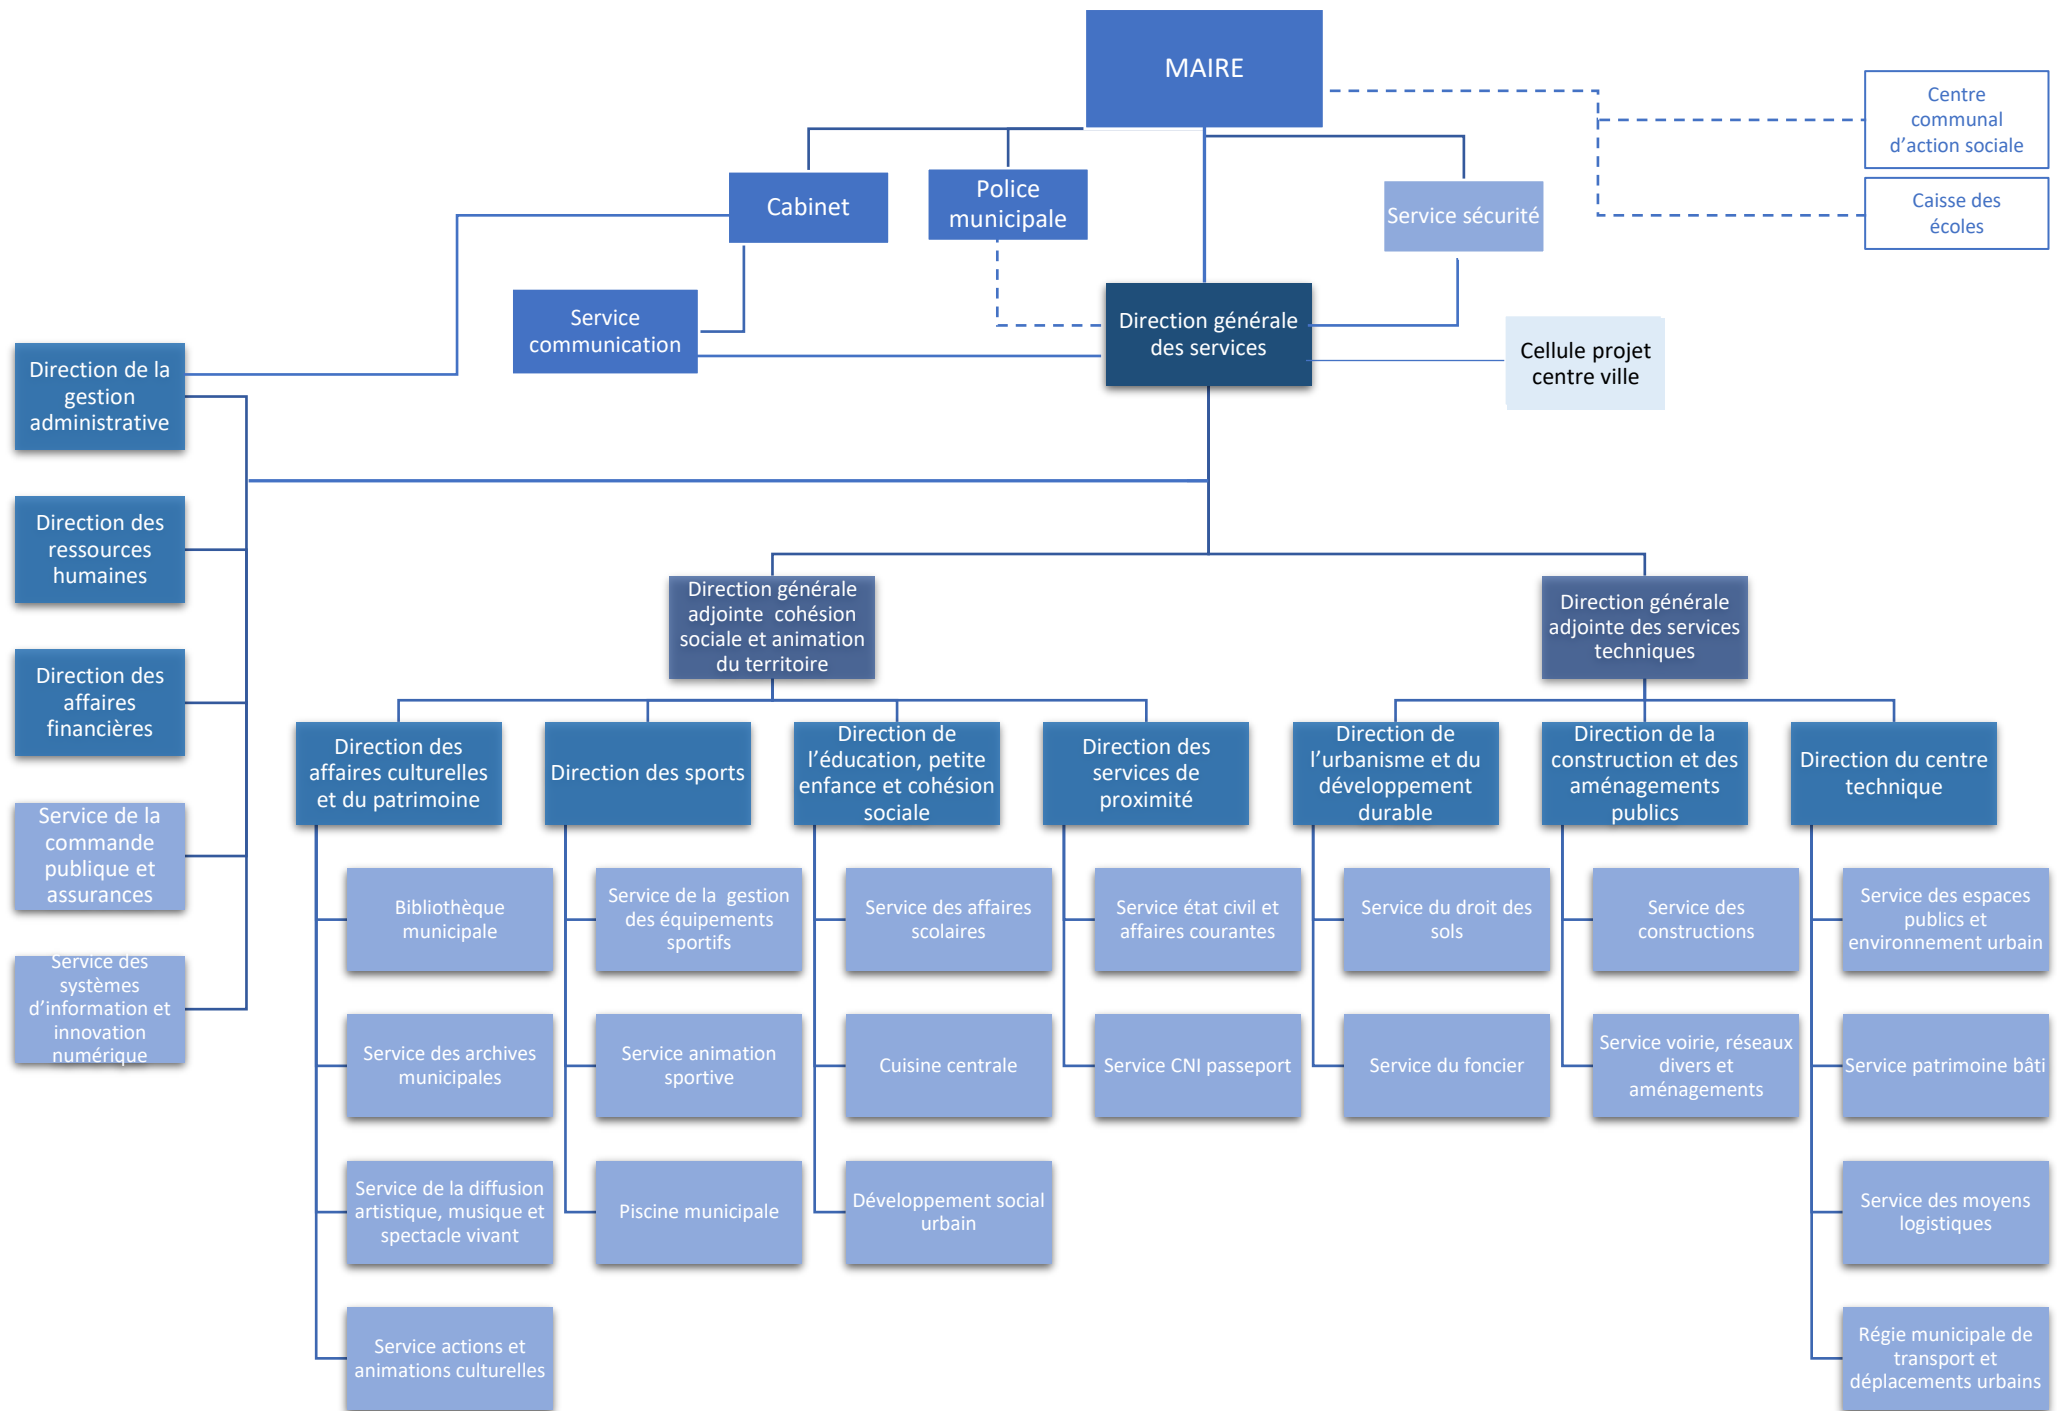 MAIRE
Centre
communal
d'action sociale
Caisse des
écoles
Cabinet
Police
municipale
Service sécurité
Service
communication
Direction générale
des services
Cellule projet
centre ville
Direction de la
gestion
administrative
Direction des
ressources
humaines
Direction des
affaires
financières
Service de la
commande
publique et
assurances
Service des
systèmes
d'information et
innovation
numérique
Direction générale
adjointe  cohésion
sociale et animation
du territoire
Direction générale
adjointe des services
techniques
Direction des
affaires culturelles
et du patrimoine
Direction des sports
Direction de
l'éducation, petite
enfance et cohésion
sociale
Direction des
services de
proximité
Direction de
l'urbanisme et du
développement
durable
Direction de la
construction et des
aménagements
publics
Direction du centre
technique
Bibliothèque
municipale
Service de la  gestion
des équipements
sportifs
Service des affaires
scolaires
Service état civil et
affaires courantes
Service du droit des
sols
Service des
constructions
Service des espaces
publics et
environnement urbain
Service des archives
municipales
Service animation
sportive
Cuisine centrale
Service CNI passeport
Service du foncier
Service voirie, réseaux
divers et
aménagements
Service patrimoine bâti
Service de la diffusion
artistique, musique et
spectacle vivant
Piscine municipale
Développement social
urbain
Service des moyens
logistiques
Service actions et
animations culturelles
Régie municipale de
transport et
déplacements urbains